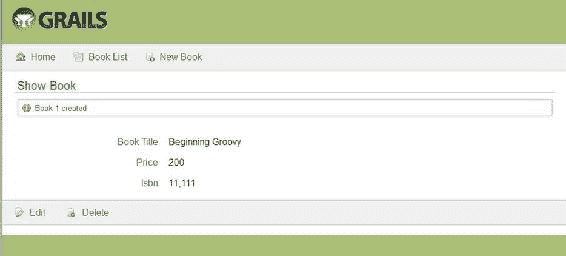 GRAILS
Home Book List New Book
Show Book
Book 1 created
Book Title Beginning Groovy
Price 200
Isbn 11,111
Edit Delete